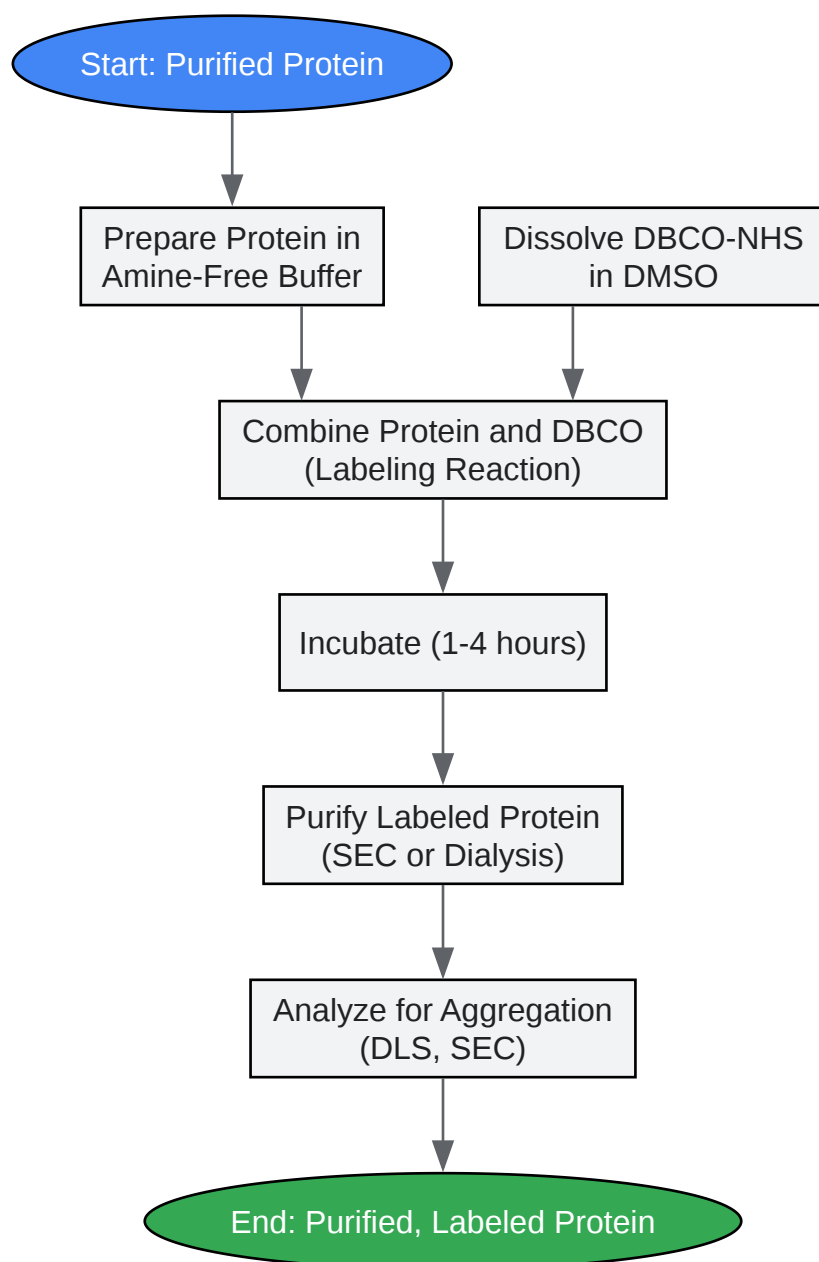 Start: Purified Protein
Prepare Protein in
Amine-Free Buffer
Dissolve DBCO-NHS
in DMSO
Combine Protein and DBCO
(Labeling Reaction)
Incubate (1-4 hours)
Purify Labeled Protein
(SEC or Dialysis)
Analyze for Aggregation
(DLS, SEC)
End: Purified, Labeled Protein